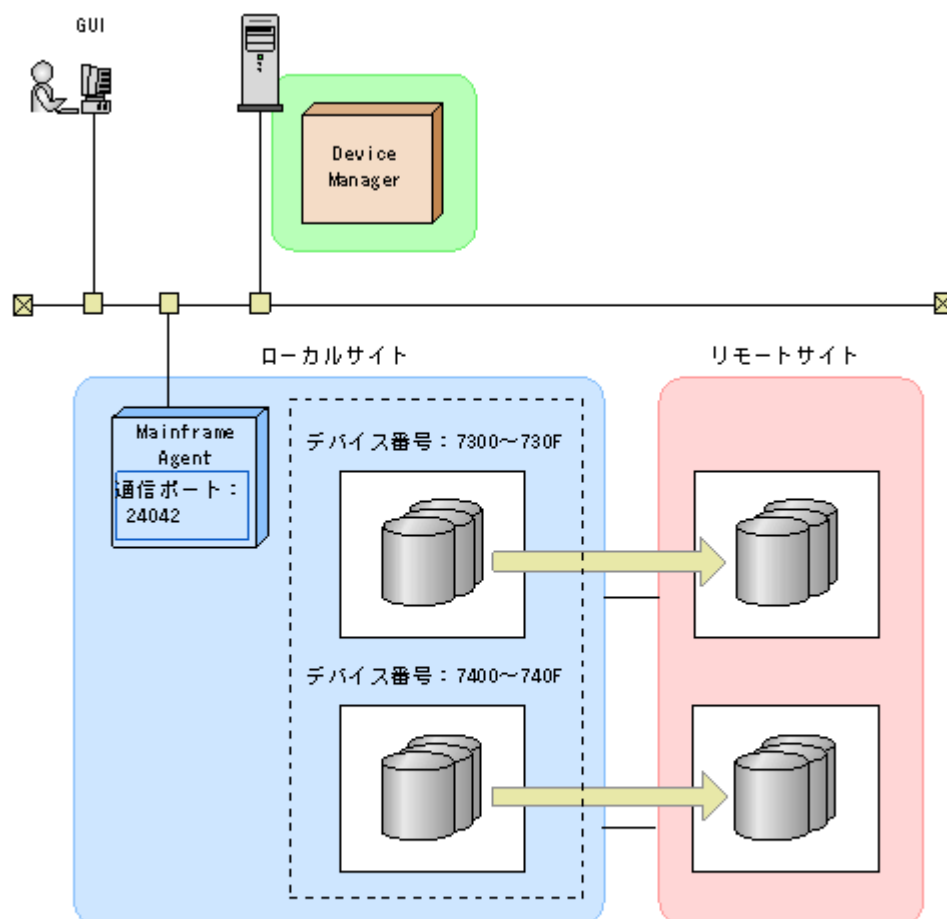 GUI
Device
Manager
ローカルサイト
リモートサイト
Mainframe
Agent
通信ポート：
24042
デバイス番号：7300～730F
デバイス番号：7400～740F